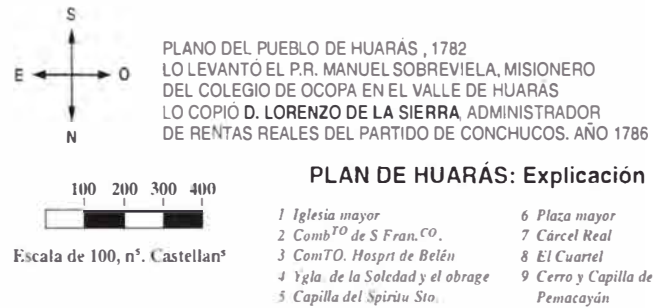 S
E O
N
PLANO DEL PUEBLO DE HUARÁS , 1782
LO LEVANTÓ EL P.R. MANUEL SOBREVIELA, MISIONERO
DEL COLEGIO DE OCOPA EN EL VALLE DE HUARÁS
LO COPIÓ D. LORENZO DE LA SIERRA, ADMINISTRADOR
DE RENTAS REALES DEL PARTIDO DE CONCHUCOS. AÑO 1786
100 200 300 400
Escala de 100, nˢ. Castellanˢ
PLAN DE HUARÁS: Explicación
1 Iglesia mayor
2 Combᵀᴼ de S Fran.ᶜᴼ.
3 ComTO. Hosprt de Belén
4 Ygla. de la Soledad y el obrage
5 Capilla del Spiritu Sto.
6 Plaza mayor
7 Cárcel Real
8 El Cuartel
9 Cerro y Capilla de
Pemacayán